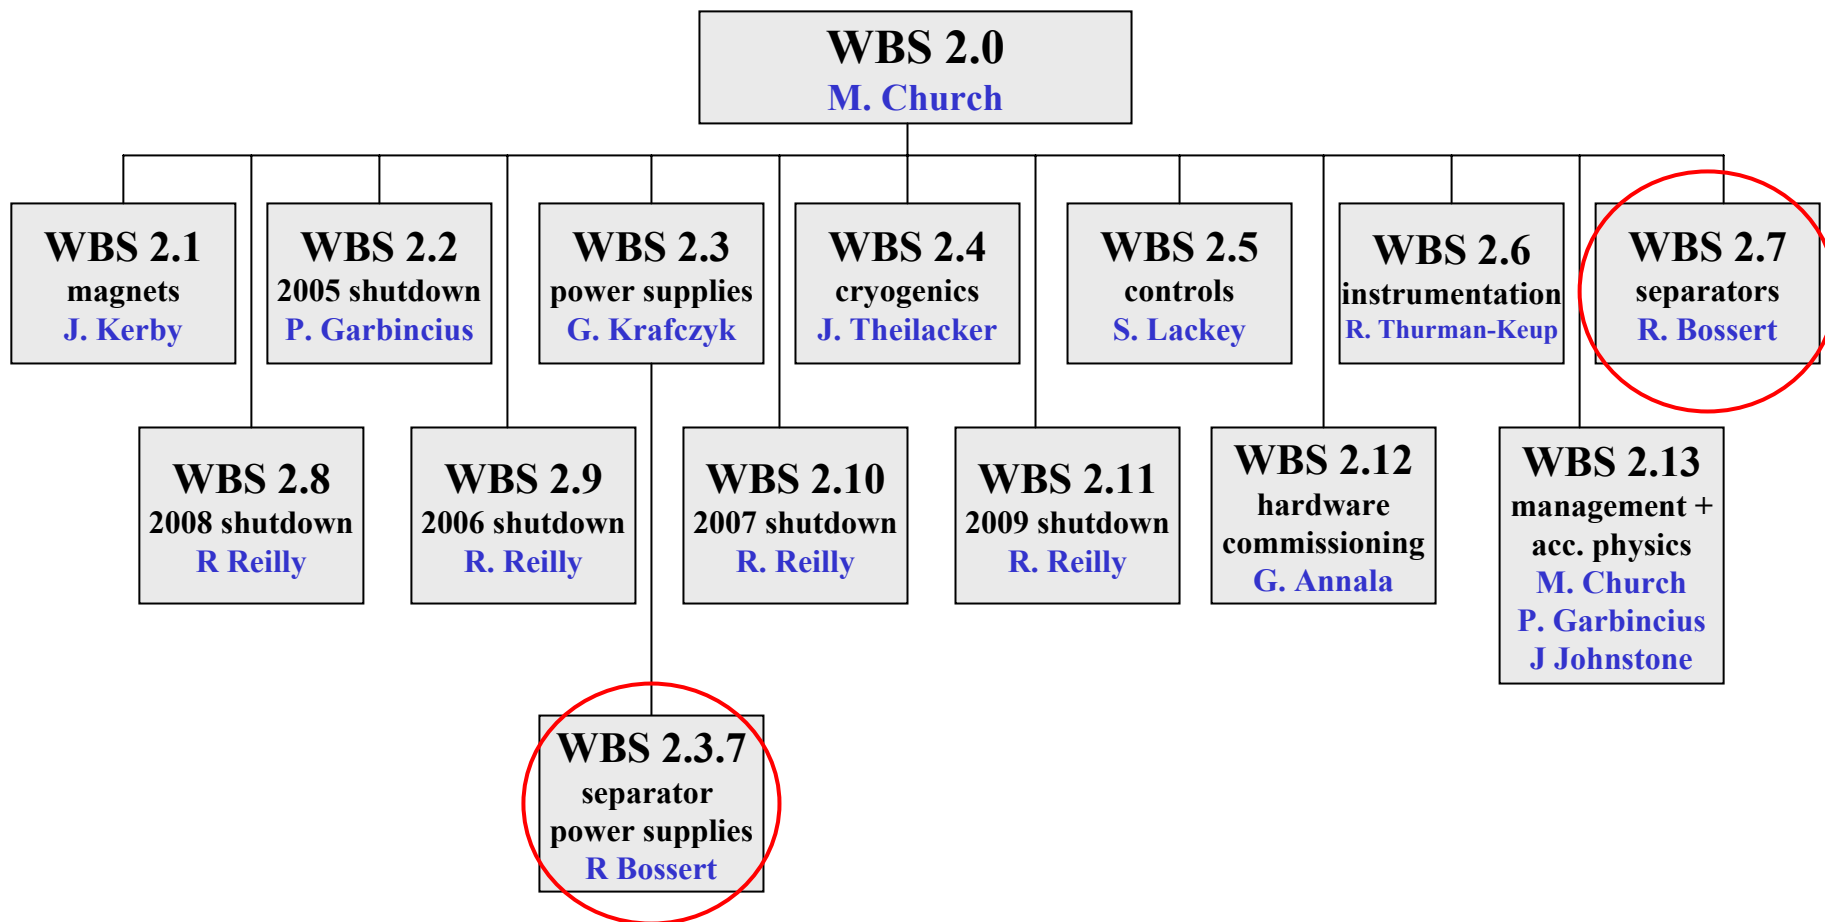 WBS 2.0
M. Church
WBS 2.1
magnets
J. Kerby
WBS 2.2
2005 shutdown
P. Garbincius
WBS 2.3
power supplies
G. Krafczyk
WBS 2.4
cryogenics
J. Theilacker
WBS 2.5
controls
S. Lackey
WBS 2.6
instrumentation
R. Thurman-Keup
WBS 2.7
separators
R. Bossert
WBS 2.8
2008 shutdown
R Reilly
WBS 2.9
2006 shutdown
R. Reilly
WBS 2.10
2007 shutdown
R. Reilly
WBS 2.11
2009 shutdown
R. Reilly
WBS 2.12
hardware
commissioning
G. Annala
WBS 2.13
management +
acc. physics
M. Church
P. Garbincius
J Johnstone
WBS 2.3.7
separator
power supplies
R Bossert